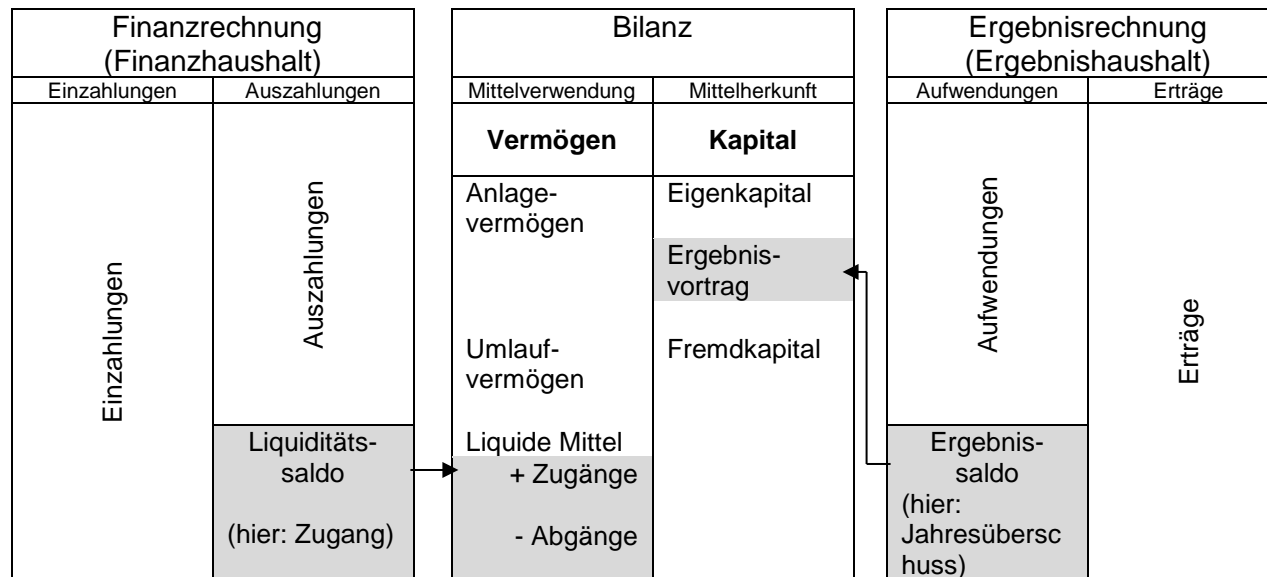 Finanzrechnung
(Finanzhaushalt)
Einzahlungen
Auszahlungen
Einzahlungen
Auszahlungen
Liquiditäts-
saldo
(hier: Zugang)
Bilanz
Mittelverwendung
Mittelherkunft
Vermögen
Kapital
Anlage-
vermögen
Eigenkapital
Ergebnis-
vortrag
Umlauf-
vermögen
Fremdkapital
Liquide Mittel
+ Zugänge
- Abgänge
Ergebnisrechnung
(Ergebnishaushalt)
Aufwendungen
Erträge
Aufwendungen
Erträge
Ergebnis-
saldo
(hier:
Jahresübersc
huss)